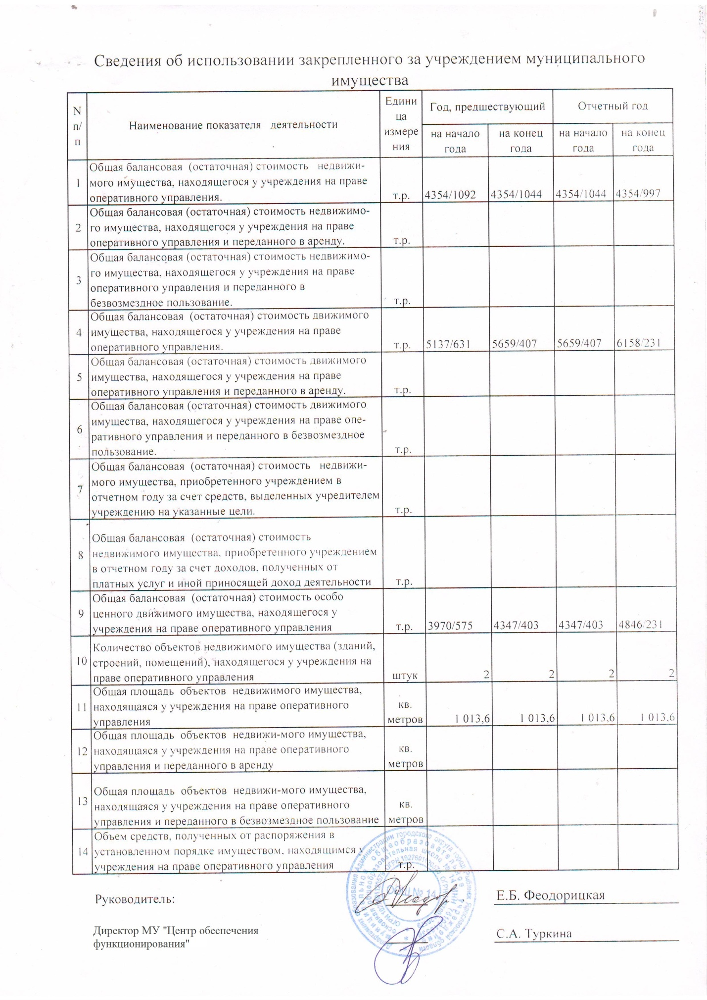 Сведения об использовании закрепленного за учреждением муниципального
имущества
N
п/
п
Наименование показателя деятельности
Едини
ца
измере
ния
Год, предшествующий
Отчетный год
на начало
года
на конец
года
на начало
года
на конец
года
1
Общая балансовая (остаточная) стоимость недвижи-
мого имущества, находящегося у учреждения на праве
оперативного управления.
т.р. 4354/1092 4354/1044 4354/1044 4354/997
2
Общая балансовая (остаточная) стоимость недвижимо-
го имущества, находящегося у учреждения на праве
оперативного управления и переданного в аренду.
т.р.
3
Общая балансовая (остаточная) стоимость недвижимо-
го имущества, находящегося у учреждения на праве
оперативного управления и переданного в
безвозмездное пользование.
т.р.
4
Общая балансовая (остаточная) стоимость движимого
имущества, находящегося у учреждения на праве
оперативного управления.
т.р. 5137/631 5659/407 5659/407 6158/231
5
Общая балансовая (остаточная) стоимость движимого
имущества, находящегося у учреждения на праве
оперативного управления и переданного в аренду.
т.р.
6
Общая балансовая (остаточная) стоимость движимого
имущества, находящегося у учреждения на праве опе-
ративного управления и переданного в безвозмездное
пользование.
т.р.
7
Общая балансовая (остаточная) стоимость недвижи-
мого имущества, приобретенного учреждением в
отчетном году за счет средств, выделенных учредителем
учреждению на указанные цели.
т.р.
8
Общая балансовая (остаточная) стоимость
недвижимого имущества, приобретенного учреждением
в отчетном году за счет доходов, полученных от
платных услуг и иной приносящей доход деятельности
т.р.
9
Общая балансовая (остаточная) стоимость особо
ценного движимого имущества, находящегося у
учреждения на праве оперативного управления
т.р. 3970/575 4347/403 4347/403 4846/231
10
Количество объектов недвижимого имущества (зданий,
строений, помещений), находящегося у учреждения на
праве оперативного управления
штук 2 2 2 2
11
Общая площадь объектов недвижимого имущества,
находящаяся у учреждения на праве оперативного
управления
кв.
метров 1 013,6 1 013,6 1 013,6 1 013,6
12
Общая площадь объектов недвижи-мого имущества,
находящаяся у учреждения на праве оперативного
управления и переданного в аренду
кв.
метров
13
Общая площадь объектов недвижи-мого имущества,
находящаяся у учреждения на праве оперативного
управления и переданного в безвозмездное пользование
кв.
метров
14
Объем средств, полученных от распоряжения в
установленном порядке имуществом, находящимся у
учреждения на праве оперативного управления
т.р.
ООШ № 14
Руководитель:
Е.Б. Феодорицкая
Директор МУ "Центр обеспечения
функционирования"
С.А. Туркина